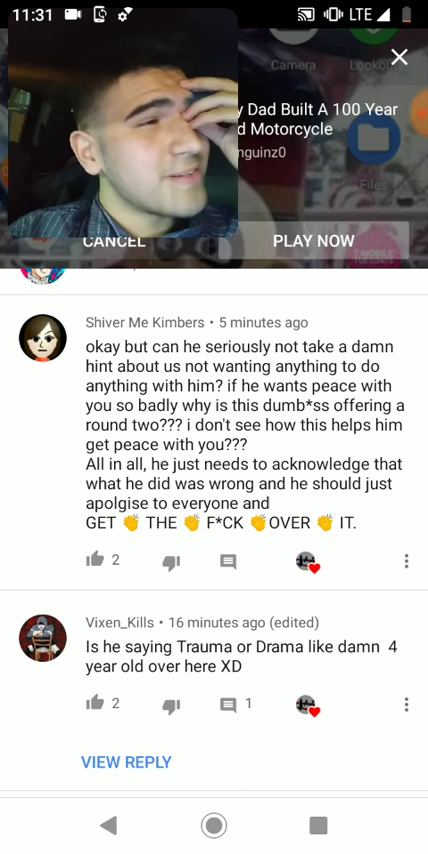 11:31
LTE
Camera
Lookou
y Dad Built A 100 Year
d Motorcycle
nguinz0
Files
CANCEL
PLAY NOW
T-MOBILE
TUESDAYS
Shiver Me Kimbers • 5 minutes ago
okay but can he seriously not take a damn
hint about us not wanting anything to do
anything with him? if he wants peace with
you so badly why is this dumb*ss offering a
round two??? i don't see how this helps him
get peace with you???
All in all, he just needs to acknowledge that
what he did was wrong and he should just
apolgise to everyone and
GET 👏 THE 👏 F*CK 👏OVER 👏 IT.
2
Vixen_Kills • 16 minutes ago (edited)
Is he saying Trauma or Drama like damn 4
year old over here XD
2
1
VIEW REPLY